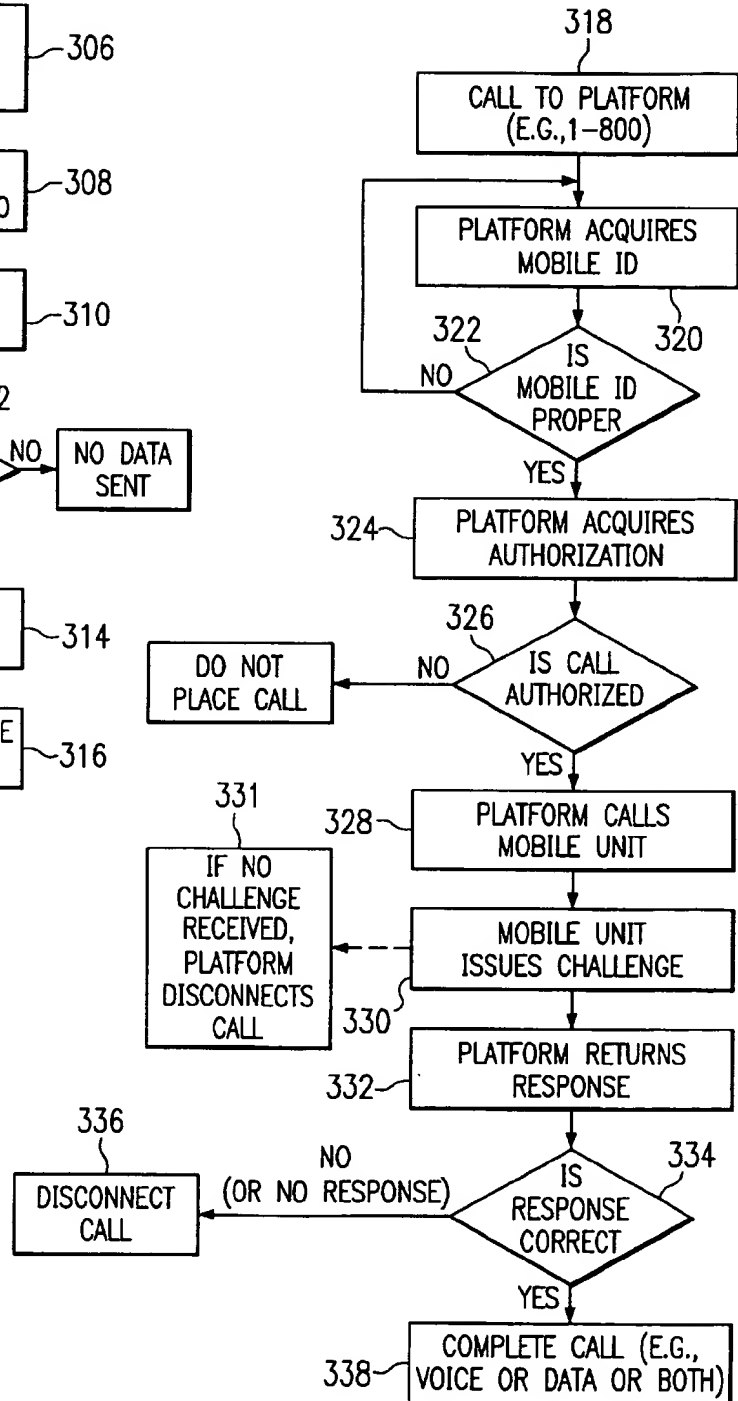 306
308
0
310
2
NO
NO DATA
SENT
314
E
316
318
CALL TO PLATFORM
(E.G.,1-800)
PLATFORM ACQUIRES
MOBILE ID
320
322
NO
IS
MOBILE ID
PROPER
YES
324
PLATFORM ACQUIRES
AUTHORIZATION
326
DO NOT
PLACE CALL
NO
IS CALL
AUTHORIZED
YES
328
PLATFORM CALLS
MOBILE UNIT
331
IF NO
CHALLENGE
RECEIVED,
PLATFORM
DISCONNECTS
CALL
MOBILE UNIT
ISSUES CHALLENGE
330
PLATFORM RETURNS
RESPONSE
332
336
DISCONNECT
CALL
NO
(OR NO RESPONSE)
334
IS
RESPONSE
CORRECT
YES
COMPLETE CALL (E.G.,
VOICE OR DATA OR BOTH)
338